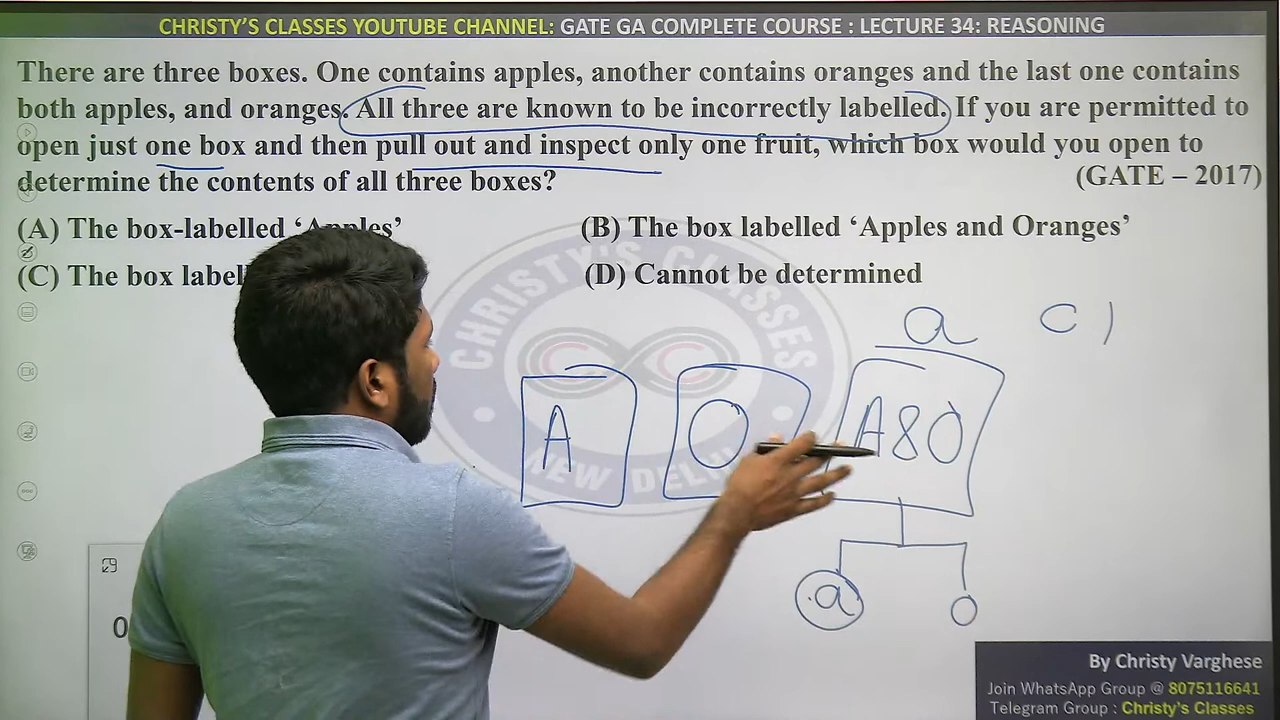 CHRISTY'S CLASSES YOUTUBE CHANNEL: GATE GA COMPLETE COURSE : LECTURE 34: REASONING
There are three boxes. One contains apples, another contains oranges and the last one contains
both apples, and oranges. All three are known to be incorrectly labelled. If you are permitted to
open just one box and then pull out and inspect only one fruit, which box would you open to
determine the contents of all three boxes?
(GATE – 2017)
(A) The box-labelled ‘Apples’
(B) The box labelled ‘Apples and Oranges’
(C) The box
(D) Cannot be determined
a
C)
A
O
A&O
a
O
CHRISTY'S CLASSES
NEW DELHI
0
By Christy Varghese
Join WhatsApp Group @ 8075116641
Telegram Group : Christy's Classes